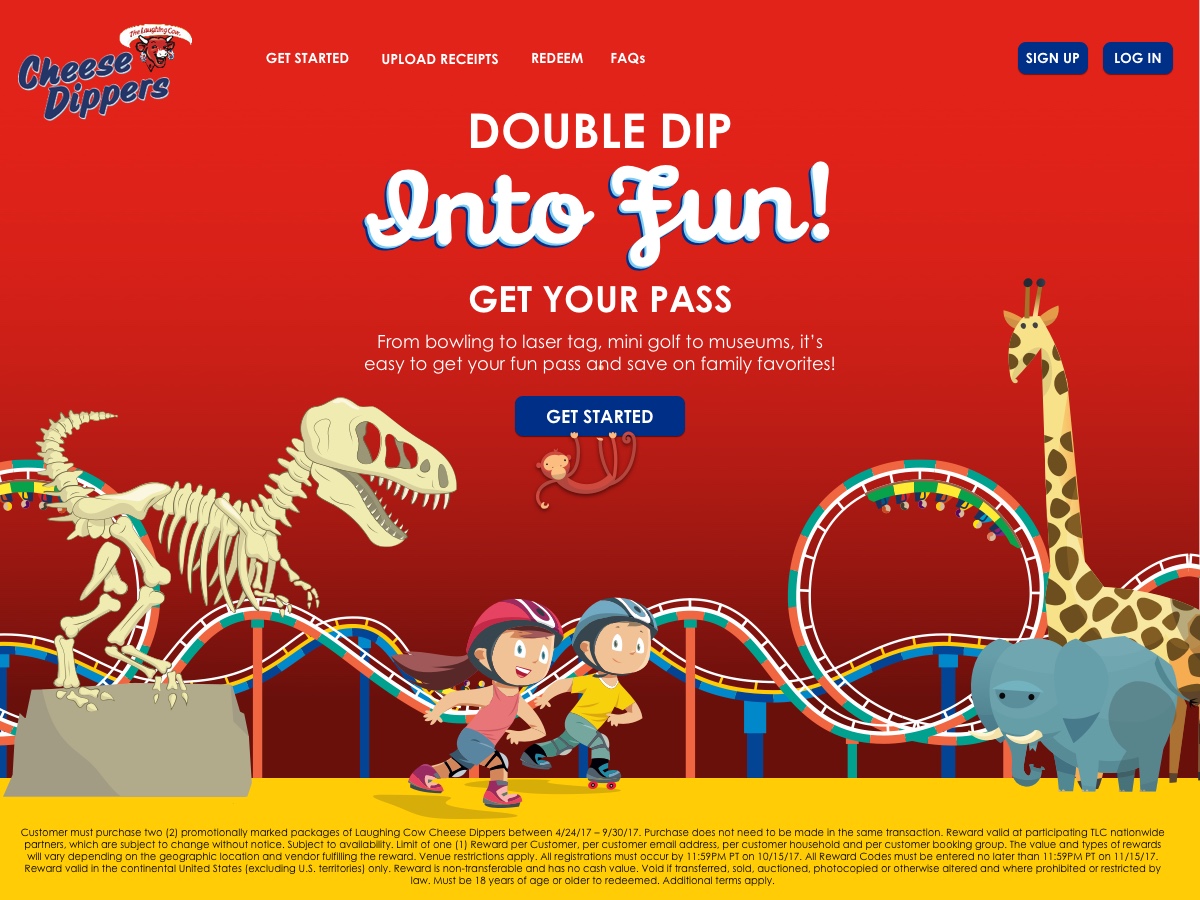 The Laughing Cow.
Cheese
Dippers
GET STARTED UPLOAD RECEIPTS REDEEM FAQs SIGN UP LOG IN
DOUBLE DIP
Into Fun!
GET YOUR PASS
From bowling to laser tag, mini golf to museums, it's
easy to get your fun pass and save on family favorites!
GET STARTED
Customer must purchase two (2) promotionally marked packages of Laughing Cow Cheese Dippers between 4/24/17 – 9/30/17. Purchase does not need to be made in the same transaction. Reward valid at participating TLC nationwide
partners, which are subject to change without notice. Subject to availability. Limit of one (1) Reward per Customer, per customer email address, per customer household and per customer booking group. The value and types of rewards
will vary depending on the geographic location and vendor fulfilling the reward. Venue restrictions apply. All registrations must occur by 11:59PM PT on 10/15/17. All Reward Codes must be entered no later than 11:59PM PT on 11/15/17.
Reward valid in the continental United States (excluding U.S. territories) only. Reward is non-transferable and has no cash value. Void if transferred, sold, auctioned, photocopied or otherwise altered and where prohibited or restricted by
law. Must be 18 years of age or older to redeemed. Additional terms apply.